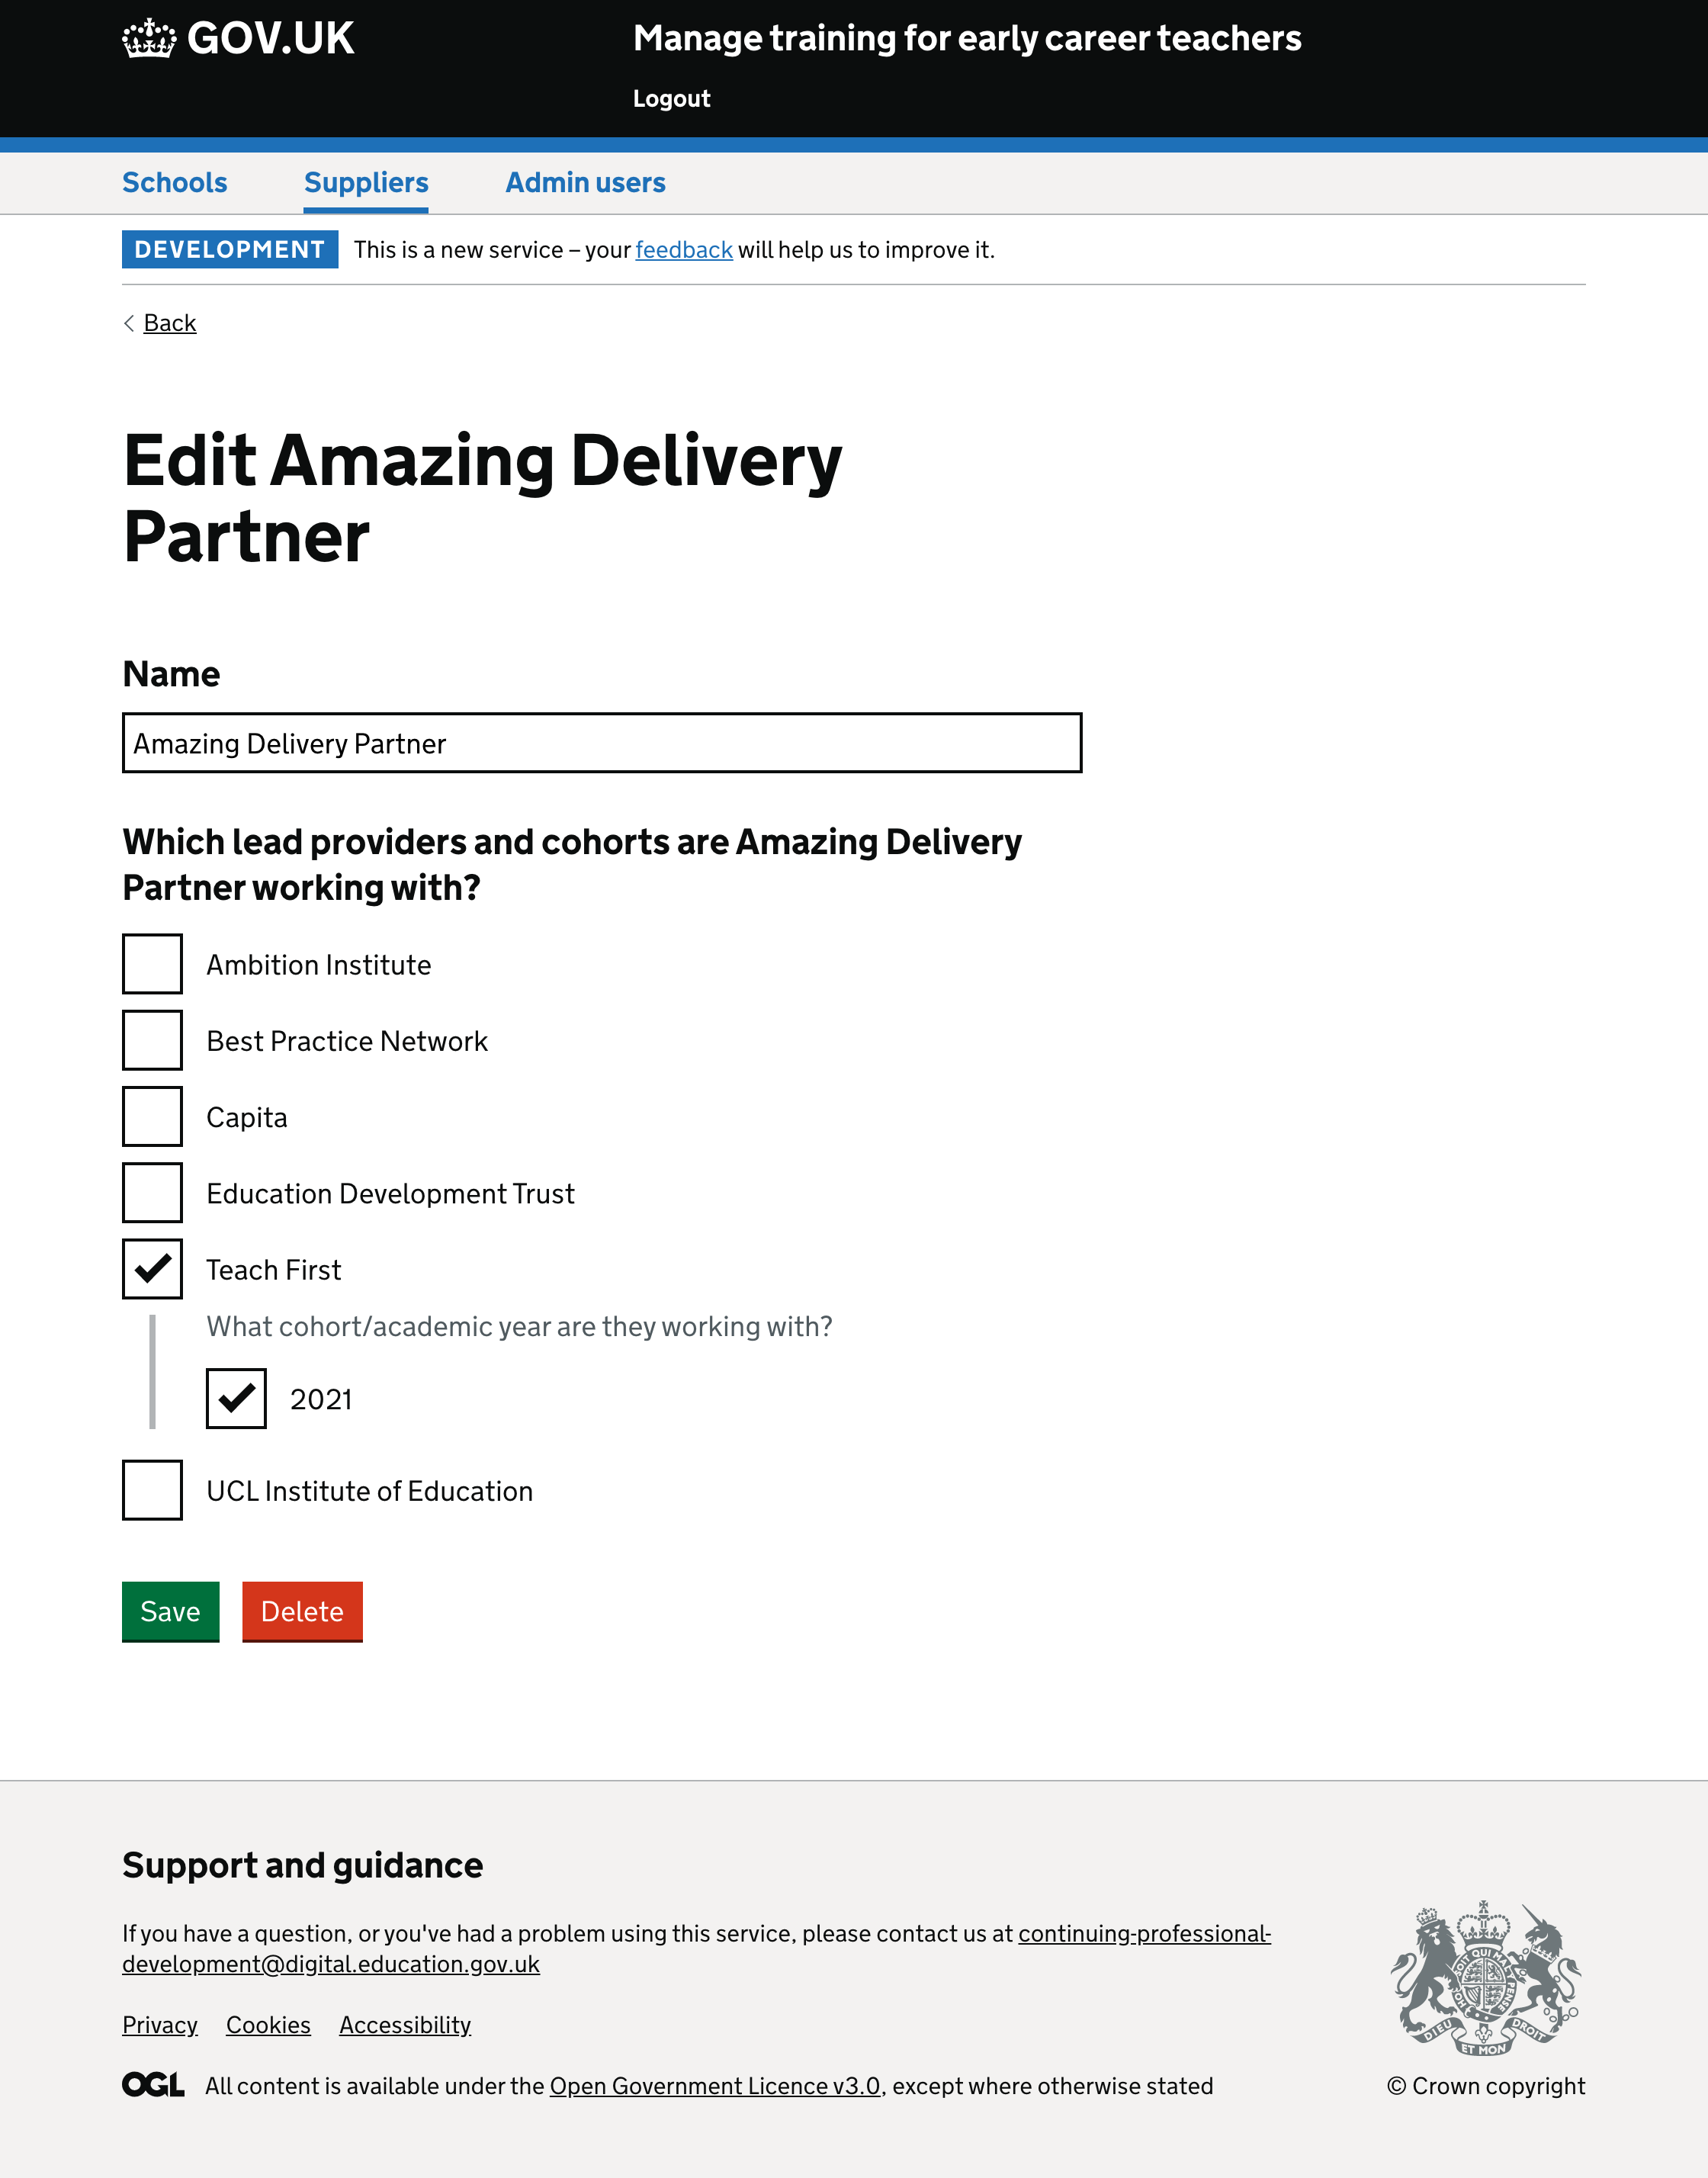 GOV.UK
Manage training for early career teachers
Logout
Schools
Suppliers
Admin users
DEVELOPMENT
This is a new service – your feedback will help us to improve it.
Back
Edit Amazing Delivery
Partner
Name
Amazing Delivery Partner
Which lead providers and cohorts are Amazing Delivery
Partner working with?
Ambition Institute
Best Practice Network
Capita
Education Development Trust
Teach First
What cohort/academic year are they working with?
2021
UCL Institute of Education
Save
Delete
Support and guidance
If you have a question, or you've had a problem using this service, please contact us at continuing-professional-
development@digital.education.gov.uk
Privacy
Cookies
Accessibility
OGL
All content is available under the Open Government Licence v3.0, except where otherwise stated
DIEU
ET MON
DROIT
© Crown copyright